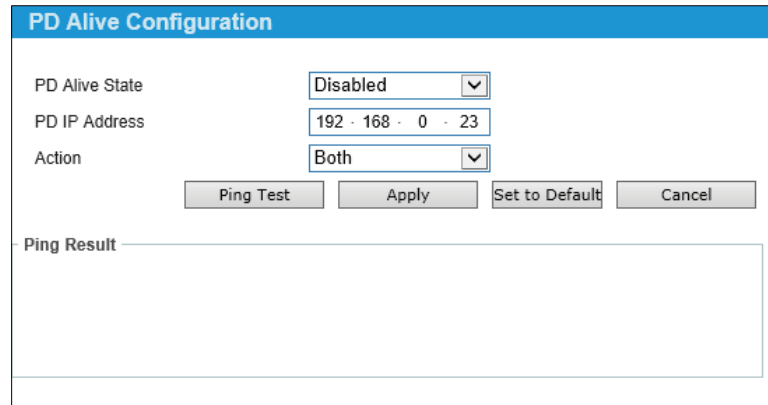 PD Alive Configuration
PD Alive State Disabled
PD IP Address 192 · 168 · 0 · 23
Action Both
Ping Test Apply Set to Default Cancel
Ping Result